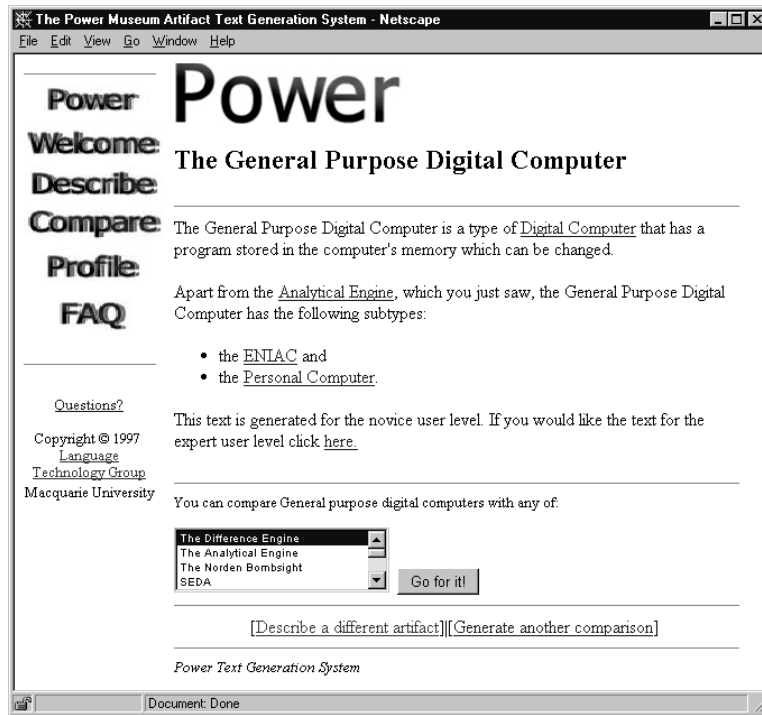 The Power Museum Artifact Text Generation System - Netscape
File Edit View Go Window Help
Power
Welcome
Describe
Compare
Profile
FAQ
Questions?
Copyright © 1997
Language
Technology Group
Macquarie University
Power
The General Purpose Digital Computer
The General Purpose Digital Computer is a type of Digital Computer that has a
program stored in the computer's memory which can be changed.
Apart from the Analytical Engine, which you just saw, the General Purpose Digital
Computer has the following subtypes:
• the ENIAC and
• the Personal Computer.
This text is generated for the novice user level. If you would like the text for the
expert user level click here.
You can compare General purpose digital computers with any of:
The Difference Engine
The Analytical Engine
The Norden Bombsight
SEDA
Go for it!
[Describe a different artifact]|[Generate another comparison]
Power Text Generation System
Document: Done